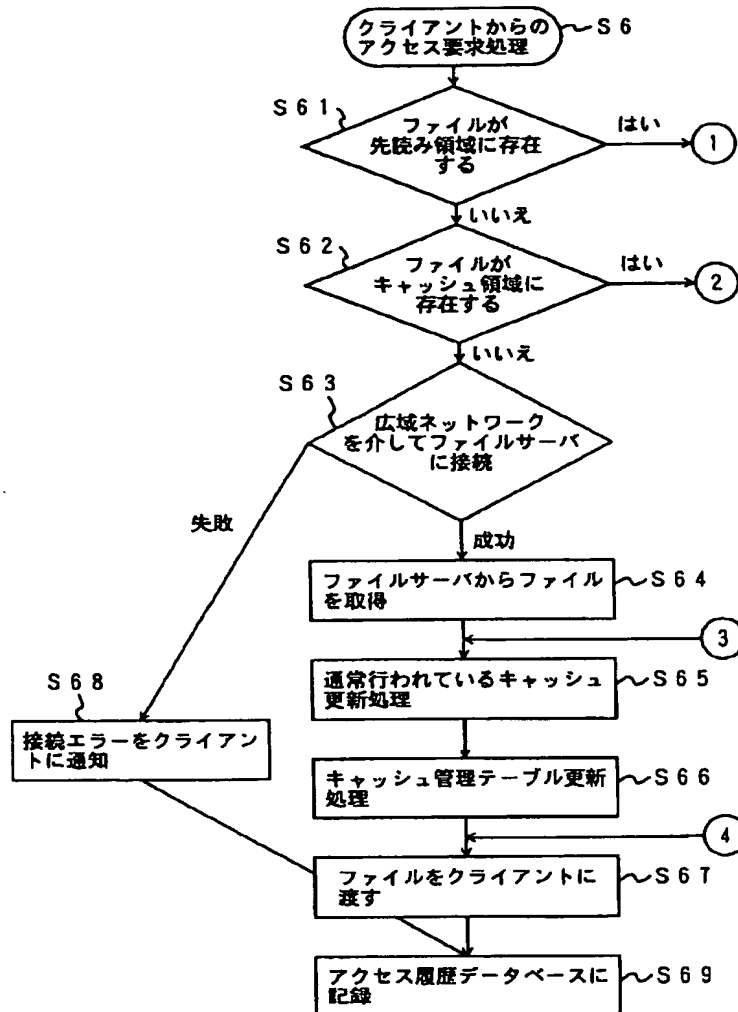 クライアントからの
アクセス要求処理
S6
S61
ファイルが
先読み領域に存在
する
はい
1
いいえ
S62
ファイルが
キャッシュ領域に
存在する
はい
2
いいえ
S63
広域ネットワーク
を介してファイルサーバ
に接続
失敗
成功
ファイルサーバからファイル
を取得
S64
3
通常行われているキャッシュ
更新処理
S65
S68
接続エラーをクライアン
トに通知
キャッシュ管理テーブル更新
処理
S66
4
ファイルをクライアントに
渡す
S67
アクセス履歴データベースに
記録
S69